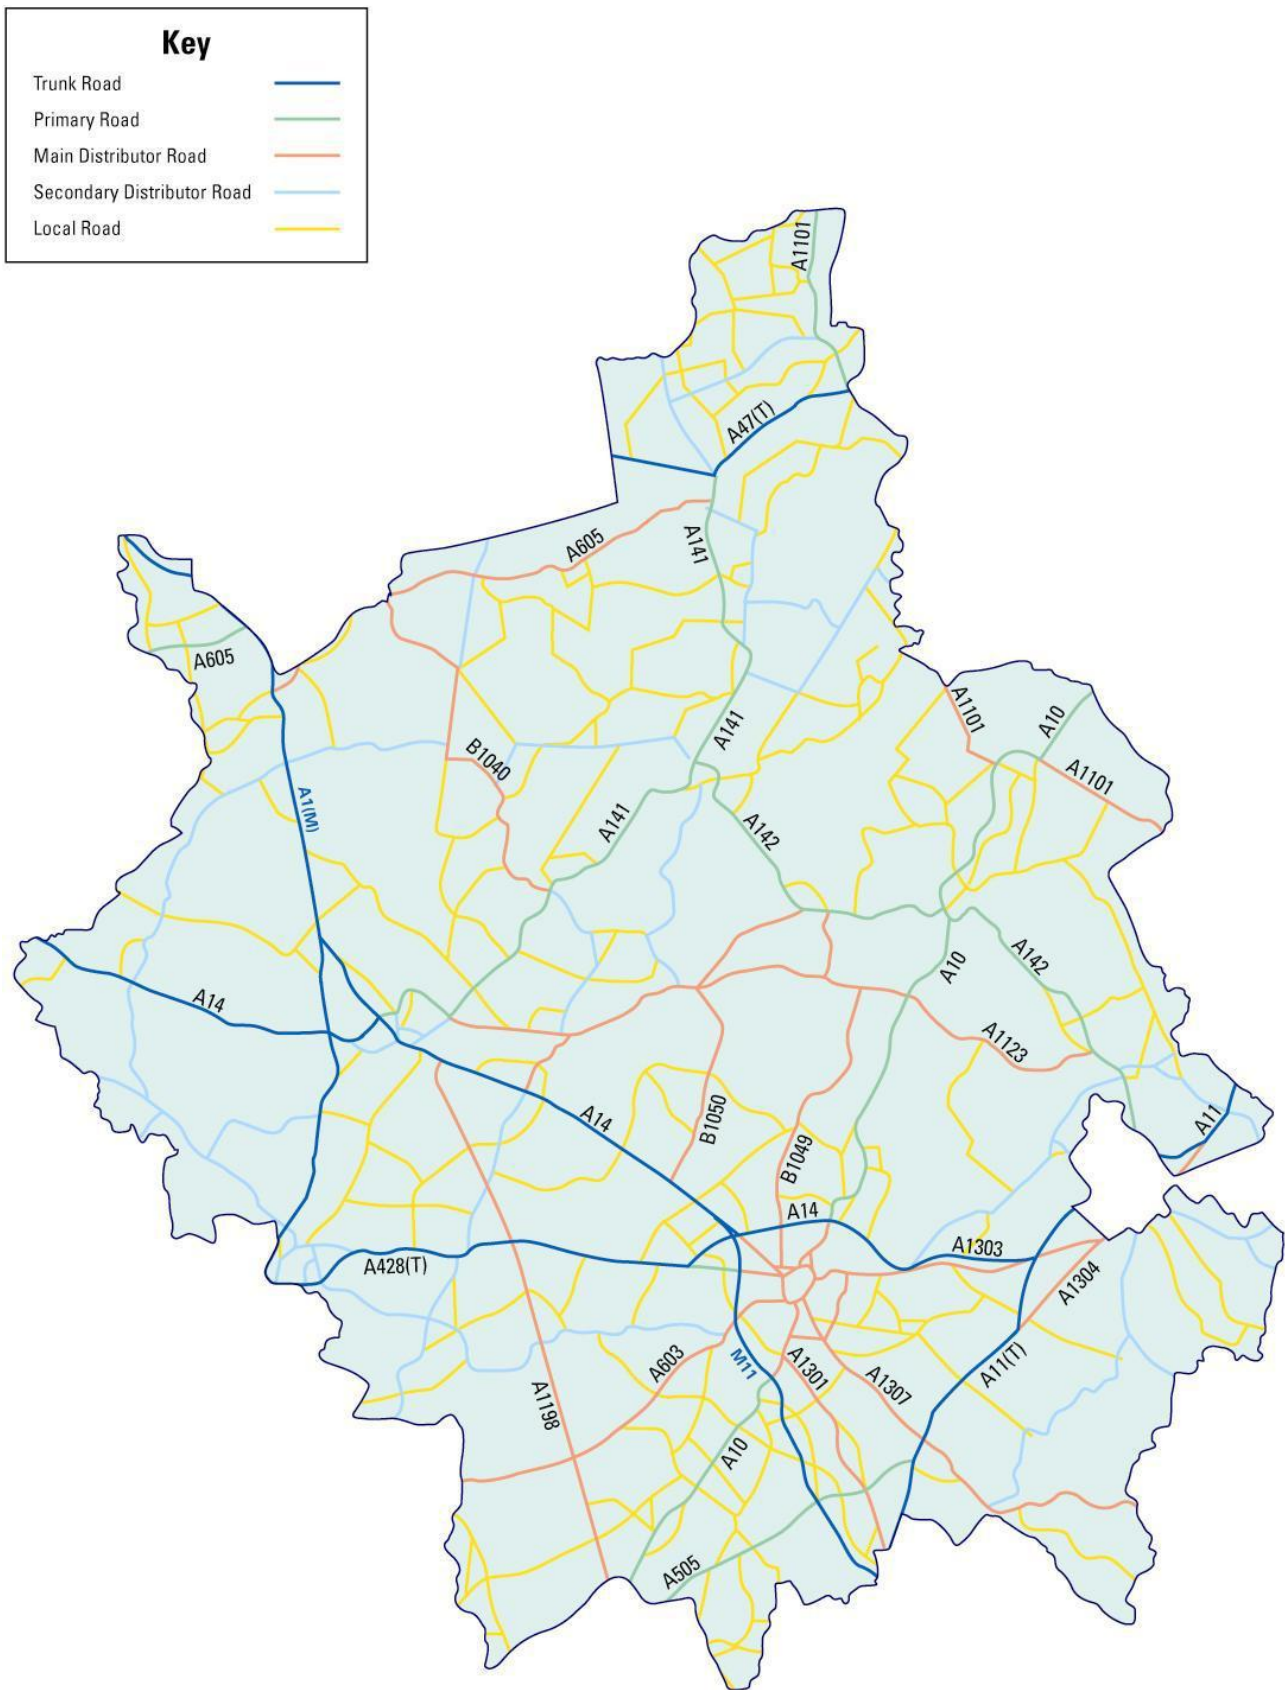 Key
Trunk Road
Primary Road
Main Distributor Road
Secondary Distributor Road
Local Road
A1101
A47(T)
A605
A141
A605
A1101
A10
A141
B1040
A1101
A1(M)
A141
A142
A10
A142
A14
A1123
B1050
A14
A11
B1049
A14
A1303
A428(T)
A1304
A603
M11
A1301
A11(T)
A1307
A1198
A10
A505